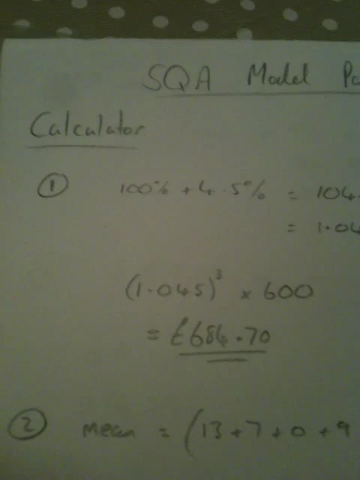 SQA Model Pa
Calculator
① 100% + 4.5% = 104.
= 1.04
(1.045)³ × 600
= £684.70
② mean = (13+7+0+9